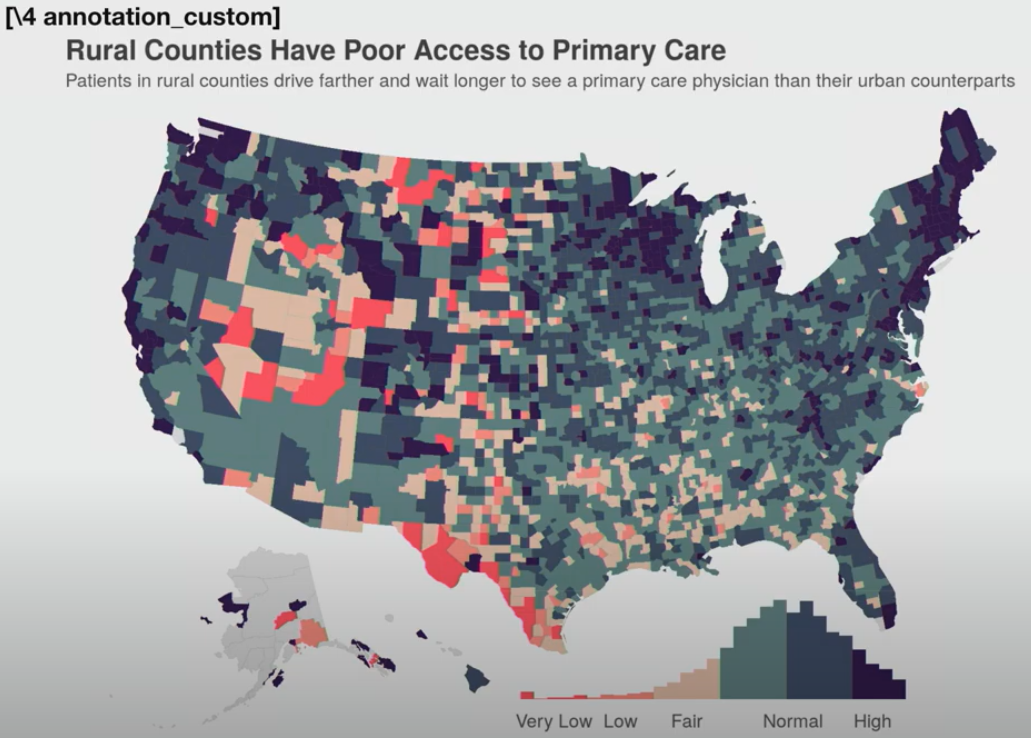 [\4 annotation_custom]
Rural Counties Have Poor Access to Primary Care
Patients in rural counties drive farther and wait longer to see a primary care physician than their urban counterparts
Very Low Low Fair Normal High